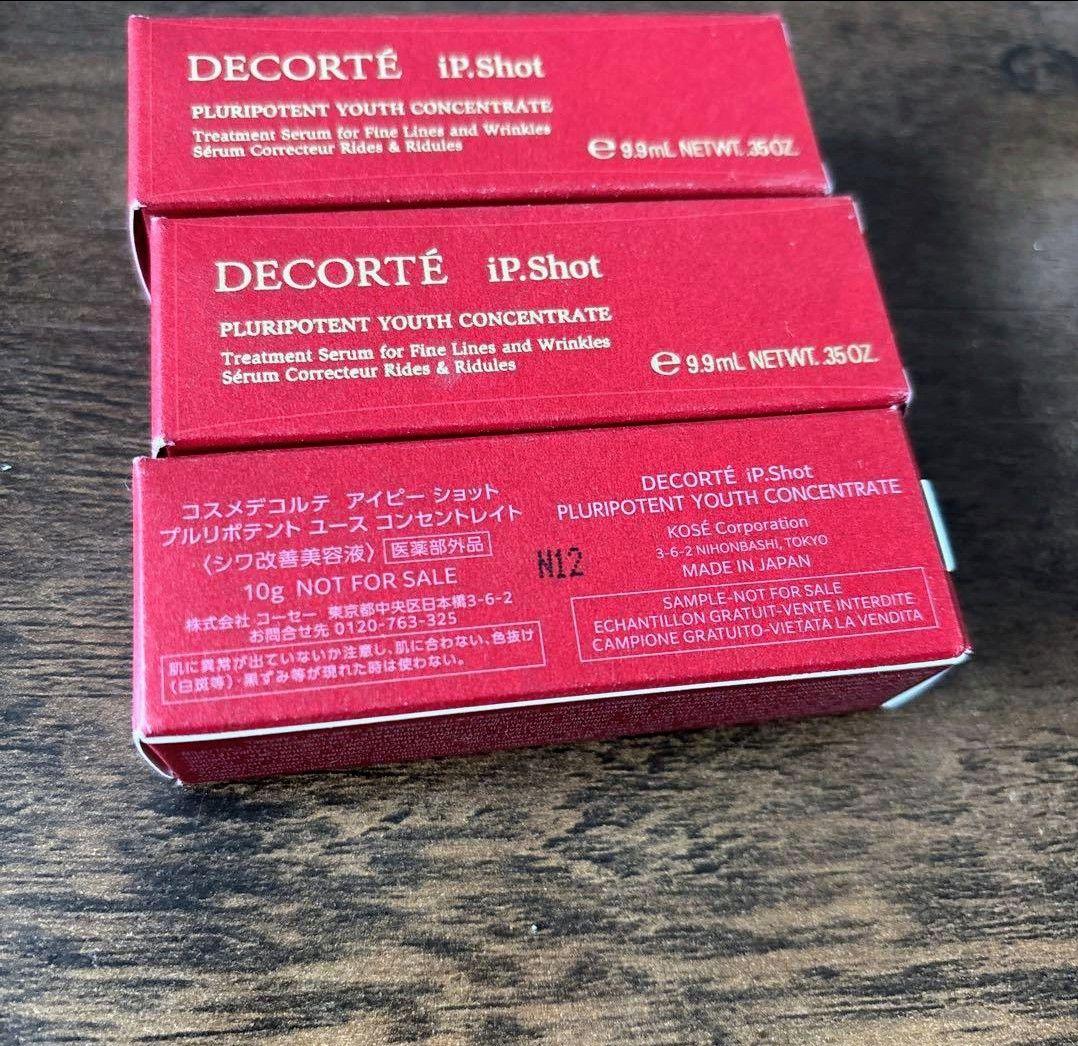 DECORTÉ iP.Shot
PLURIPOTENT YOUTH CONCENTRATE
Treatment Serum for Fine Lines and Wrinkles
Sérum Correcteur Rides & Ridules
℮ 9.9mL NETWT. .35OZ.
DECORTÉ iP.Shot
PLURIPOTENT YOUTH CONCENTRATE
Treatment Serum for Fine Lines and Wrinkles
Sérum Correcteur Rides & Ridules
℮ 9.9mL NETWT. .35OZ.
コスメデコルテ アイピー ショット
プルリポテント ユース コンセントレイト
〈シワ改善美容液〉 医薬部外品
10g NOT FOR SALE
株式会社 コーセー 東京都中央区日本橋3-6-2
お問合せ先 0120-763-325
肌に異常が出ていないか注意し、肌に合わない、色抜け
(白斑等)・黒ずみ等が現れた時は使わない。
N12
DECORTÉ iP.Shot
PLURIPOTENT YOUTH CONCENTRATE
KOSÉ Corporation
3-6-2 NIHONBASHI, TOKYO
MADE IN JAPAN
SAMPLE-NOT FOR SALE
ECHANTILLON GRATUIT-VENTE INTERDITE
CAMPIONE GRATUITO-VIETATA LA VENDITA